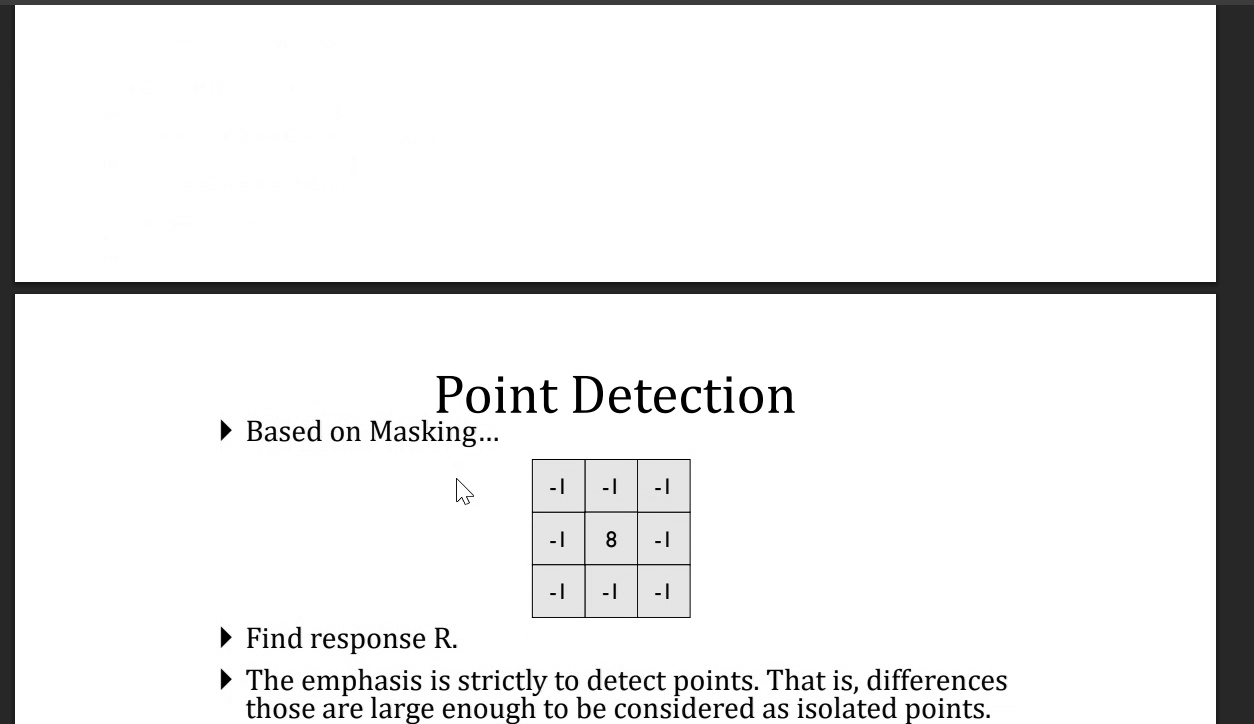 Point Detection
Based on Masking...
-1 -1 -1
-1 8 -1
-1 -1 -1
Find response R.
The emphasis is strictly to detect points. That is, differences
those are large enough to be considered as isolated points.